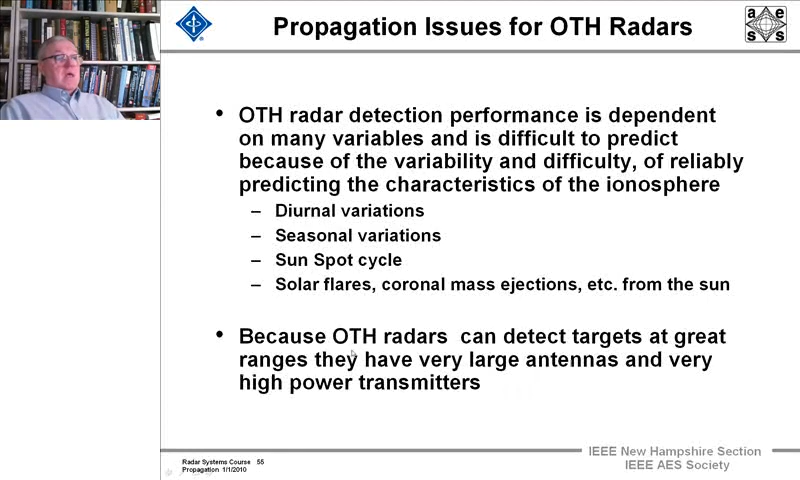 Propagation Issues for OTH Radars
a e
s s
• OTH radar detection performance is dependent
on many variables and is difficult to predict
because of the variability and difficulty, of reliably
predicting the characteristics of the ionosphere
– Diurnal variations
– Seasonal variations
– Sun Spot cycle
– Solar flares, coronal mass ejections, etc. from the sun
• Because OTH radars can detect targets at great
ranges they have very large antennas and very
high power transmitters
Radar Systems Course 55
Propagation 1/1/2010
IEEE New Hampshire Section
IEEE AES Society